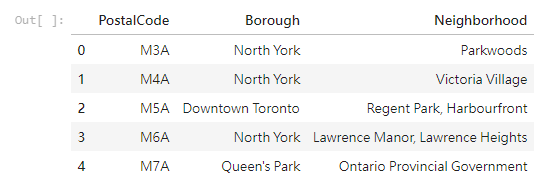 Out[ ]: PostalCode Borough Neighborhood
0 M3A North York Parkwoods
1 M4A North York Victoria Village
2 M5A Downtown Toronto Regent Park, Harbourfront
3 M6A North York Lawrence Manor, Lawrence Heights
4 M7A Queen's Park Ontario Provincial Government